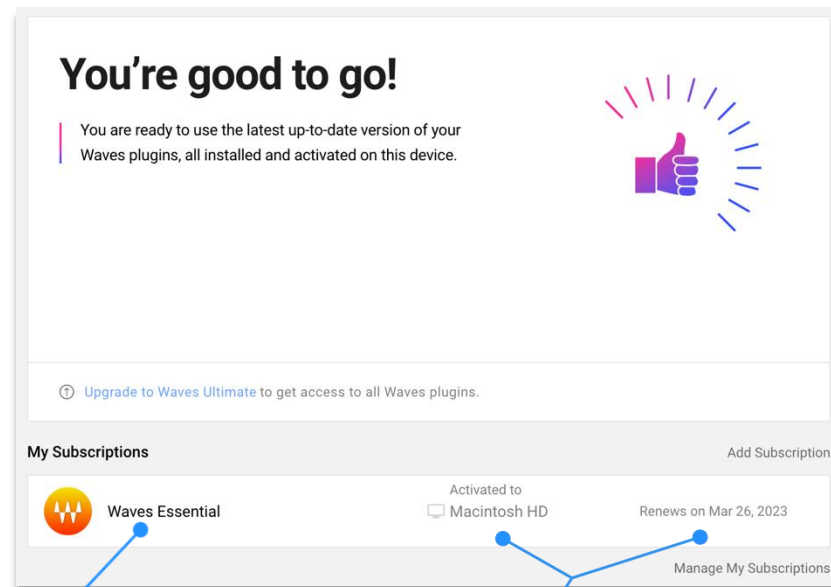 You're good to go!
You are ready to use the latest up-to-date version of your
Waves plugins, all installed and activated on this device.
Upgrade to Waves Ultimate to get access to all Waves plugins.
My Subscriptions
Add Subscription
Waves Essential
Activated to
Macintosh HD
Renews on Mar 26, 2023
Manage My Subscriptions